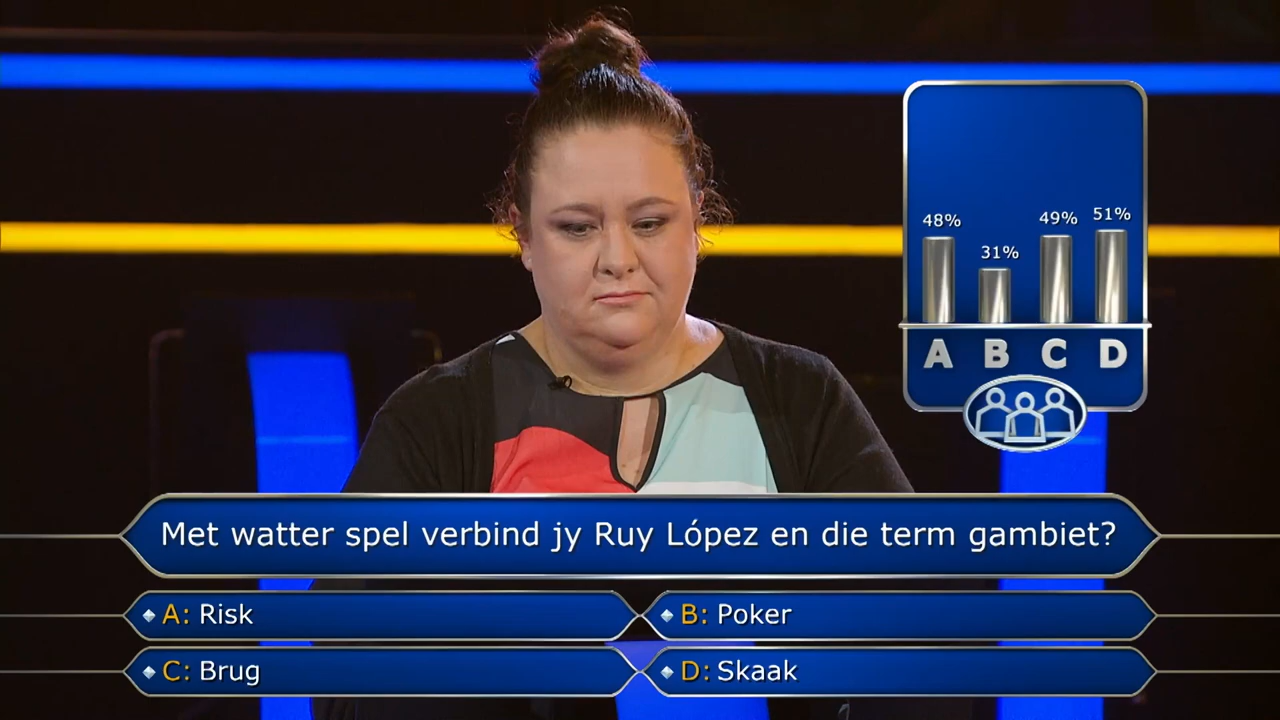 48%
31%
49%
51%
A B C D
Met watter spel verbind jy Ruy López en die term gambiet?
A: Risk
B: Poker
C: Brug
D: Skaak